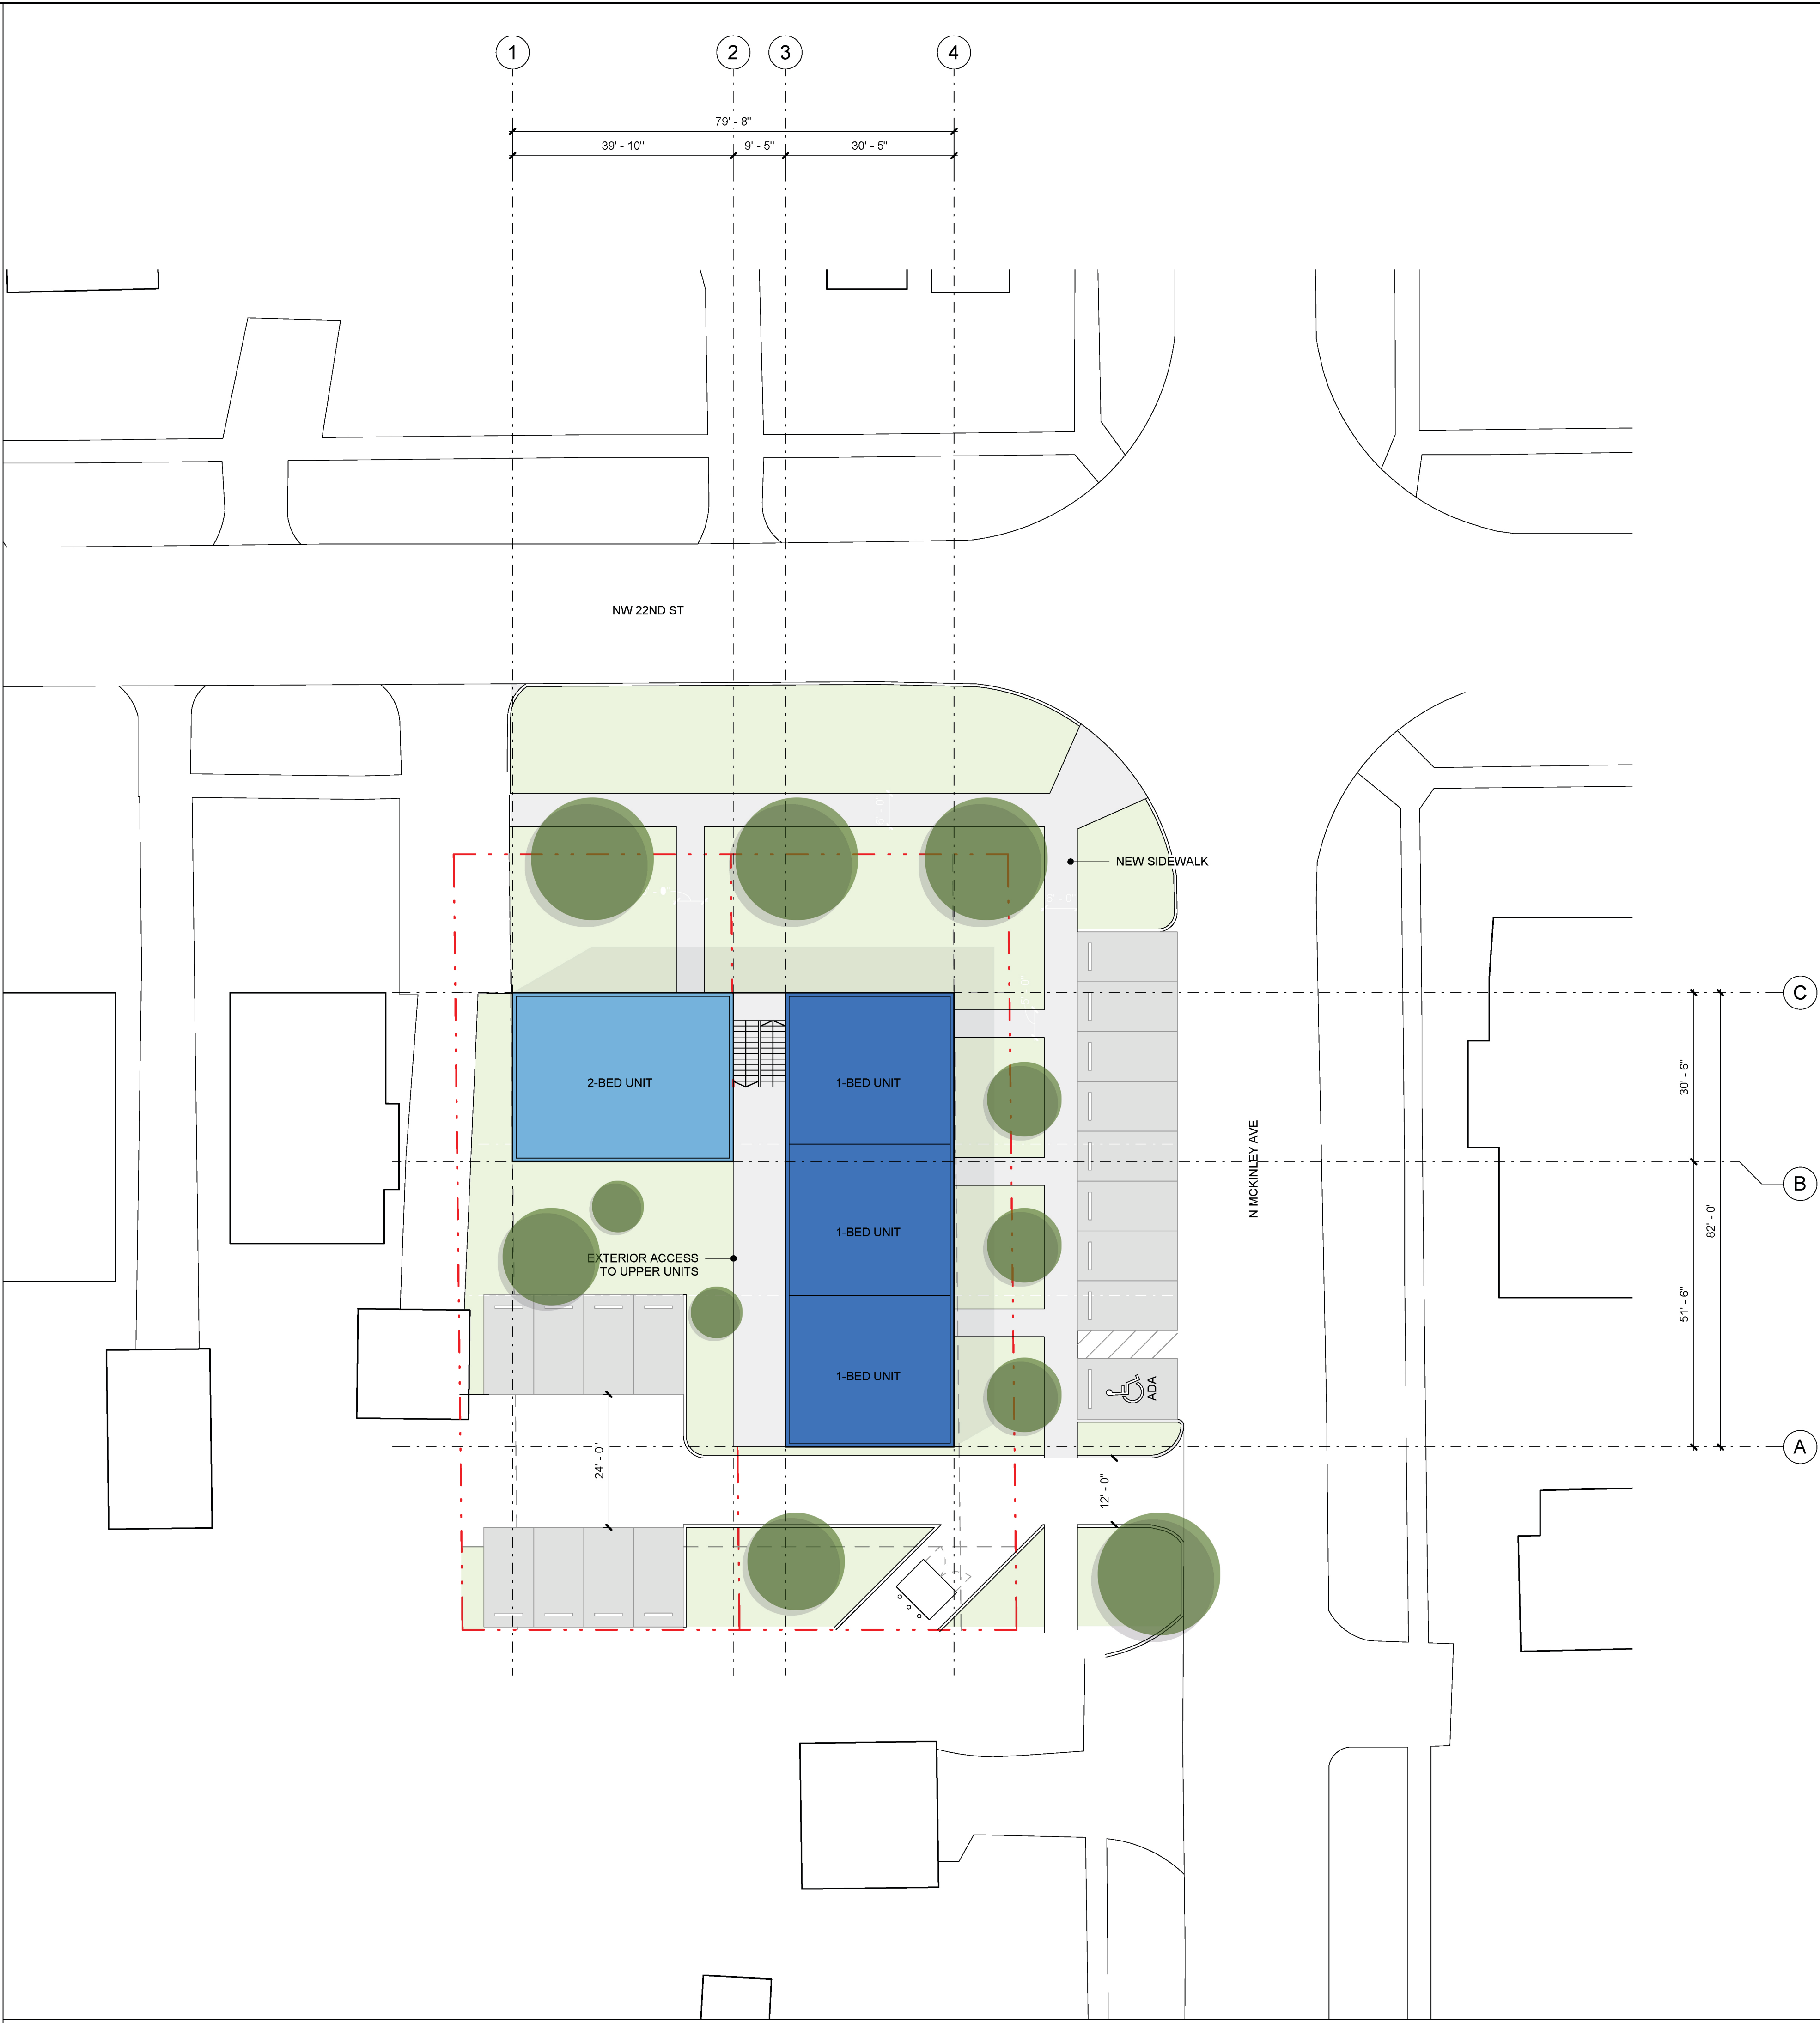 1
2
3
4
79' - 8"
39' - 10"
9' - 5"
30' - 5"
NW 22ND ST
NEW SIDEWALK
C
2-BED UNIT
1-BED UNIT
30' - 6"
N MCKINLEY AVE
B
1-BED UNIT
82' - 0"
EXTERIOR ACCESS
TO UPPER UNITS
51' - 6"
1-BED UNIT
ADA
A
24' - 0"
12' - 0"